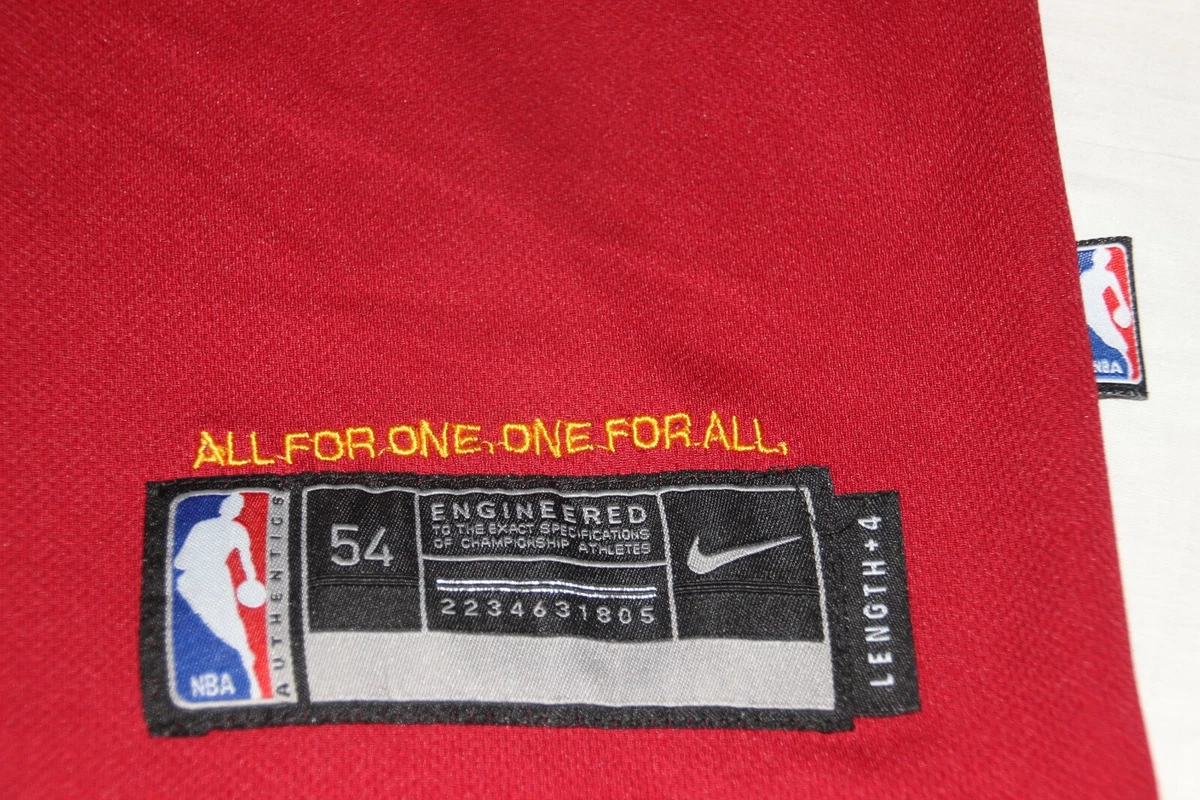 ALL FOR ONE. ONE FOR ALL.
NBA
AUTHENTICS
54
ENGINEERED
TO THE EXACT SPECIFICATIONS
OF CHAMPIONSHIP ATHLETES
2234631805
LENGTH+4
NBA